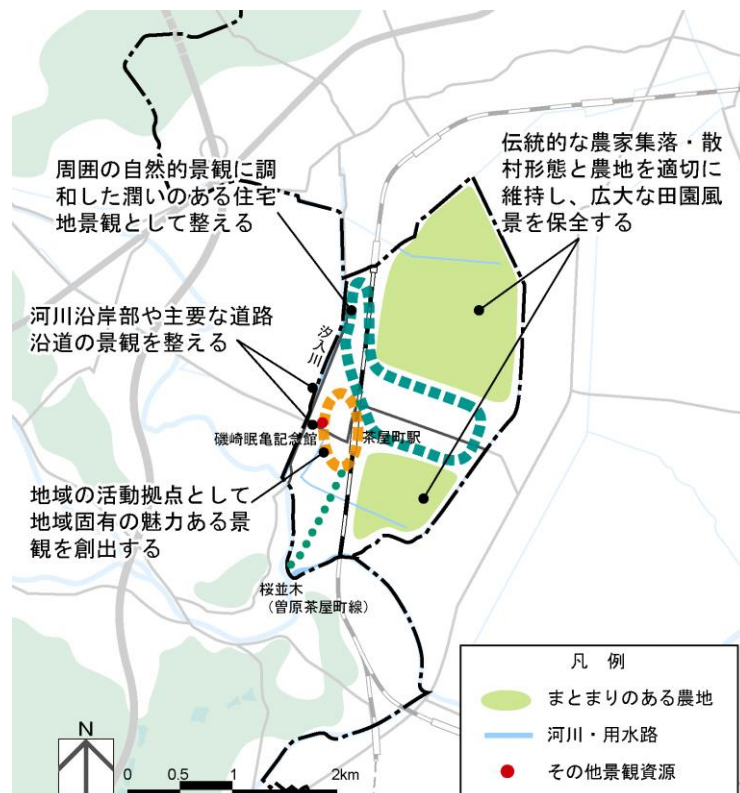 周囲の自然的景観に調
和した潤いのある住宅
地景観として整える
伝統的な農家集落・散
村形態と農地を適切に
維持し、広大な田園風
景を保全する
河川沿岸部や主要な道路
沿道の景観を整える
汐入川
磯崎眠亀記念館
茶屋町駅
地域の活動拠点として
地域固有の魅力ある景
観を創出する
桜並木
（曽原茶屋町線）
凡　例
まとまりのある農地
河川・用水路
その他景観資源
N
0 0.5 1 2km